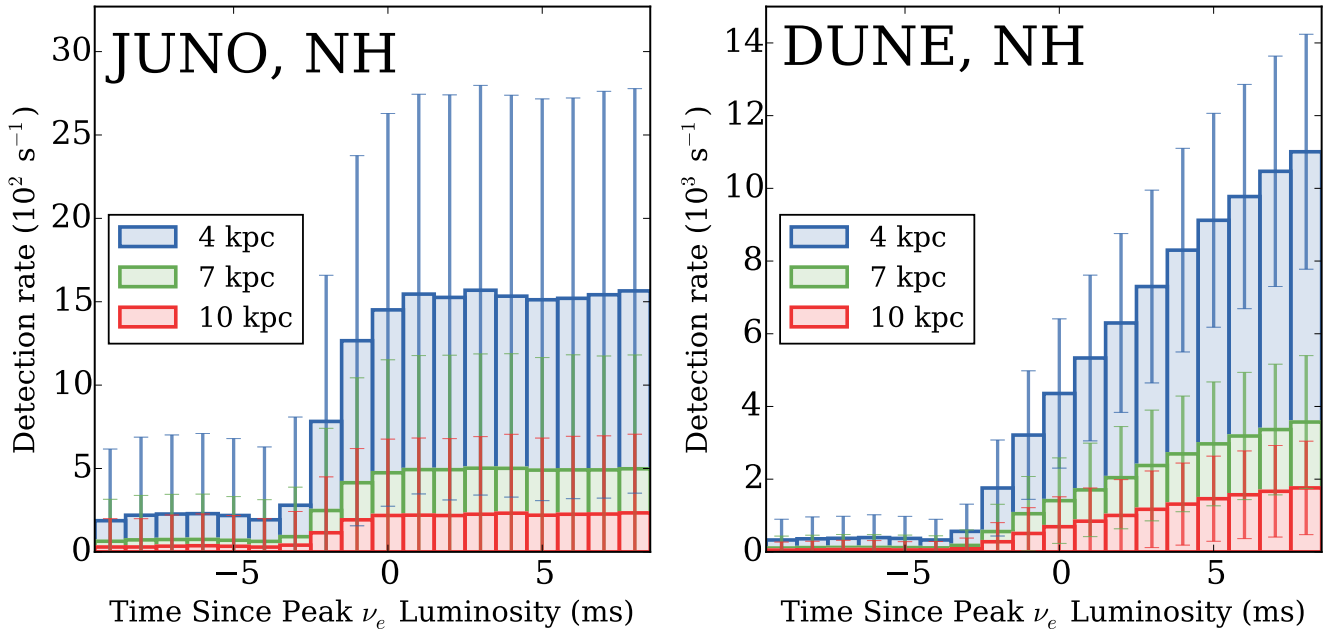 JUNO, NH
Detection rate (10² s⁻¹)
30
25
20
15
10
5
0
4 kpc
7 kpc
10 kpc
−5
0
5
Time Since Peak νₑ Luminosity (ms)
DUNE, NH
Detection rate (10³ s⁻¹)
14
12
10
8
6
4
2
0
4 kpc
7 kpc
10 kpc
−5
0
5
Time Since Peak νₑ Luminosity (ms)